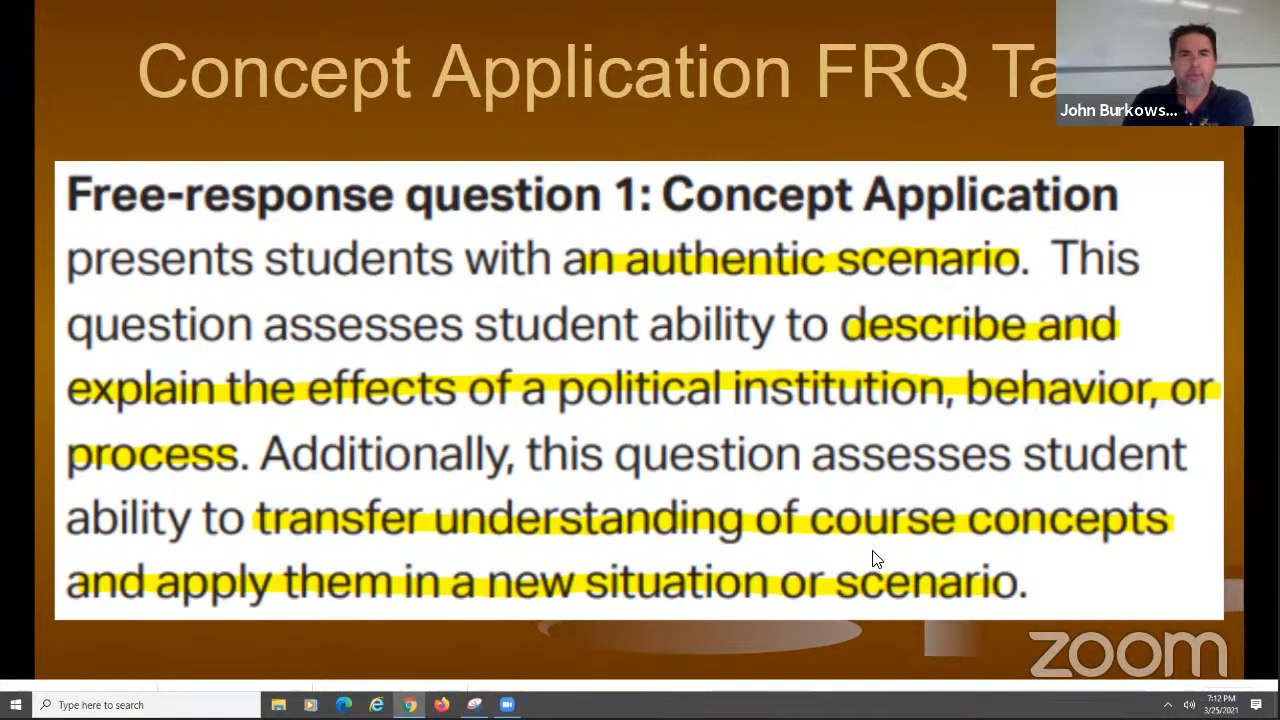 Concept Application FRQ Ta
John Burkows...
Free-response question 1: Concept Application
presents students with an authentic scenario. This
question assesses student ability to describe and
explain the effects of a political institution, behavior, or
process. Additionally, this question assesses student
ability to transfer understanding of course concepts
and apply them in a new situation or scenario.
zoom
Type here to search
7:12 PM
3/25/2021